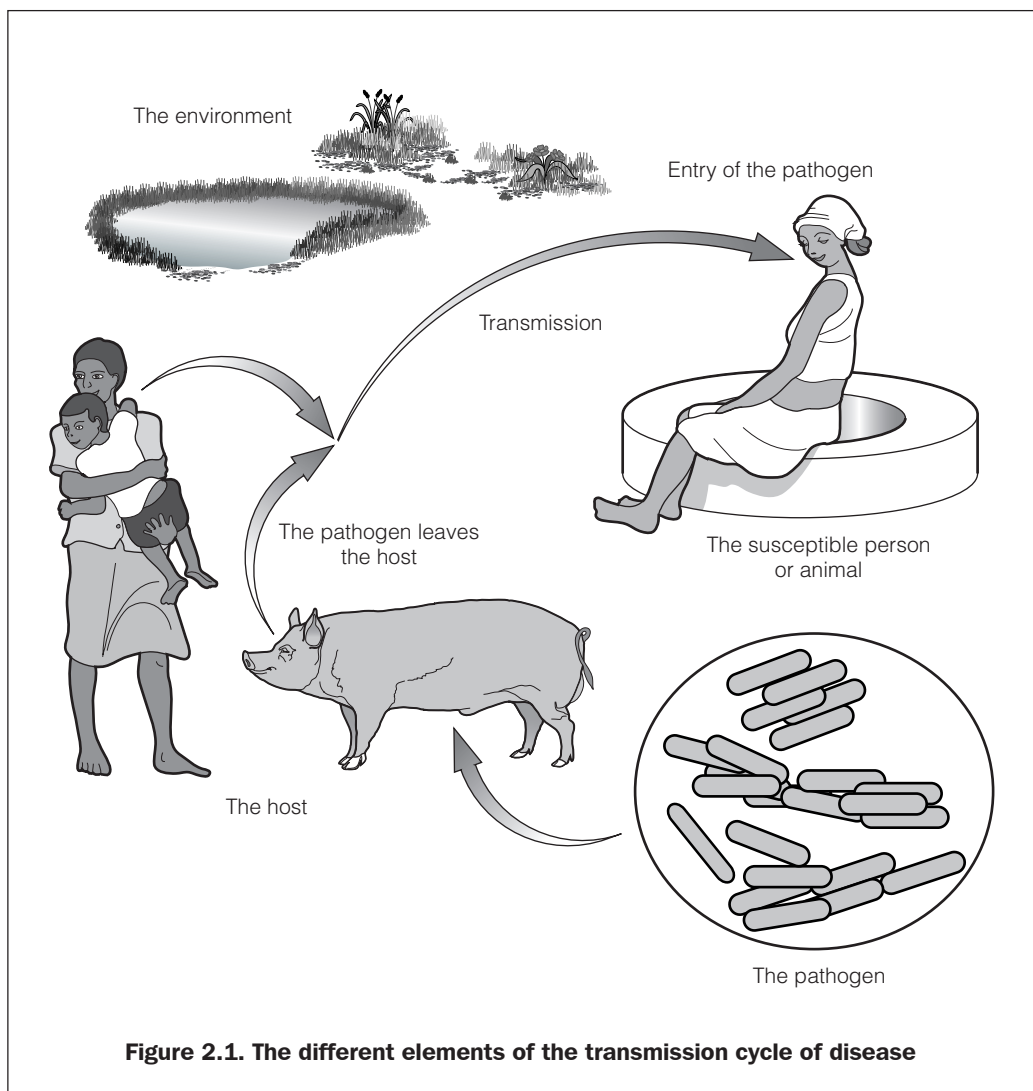 The environment
Entry of the pathogen
Transmission
The pathogen leaves
the host
The susceptible person
or animal
The host
The pathogen
Figure 2.1. The different elements of the transmission cycle of disease